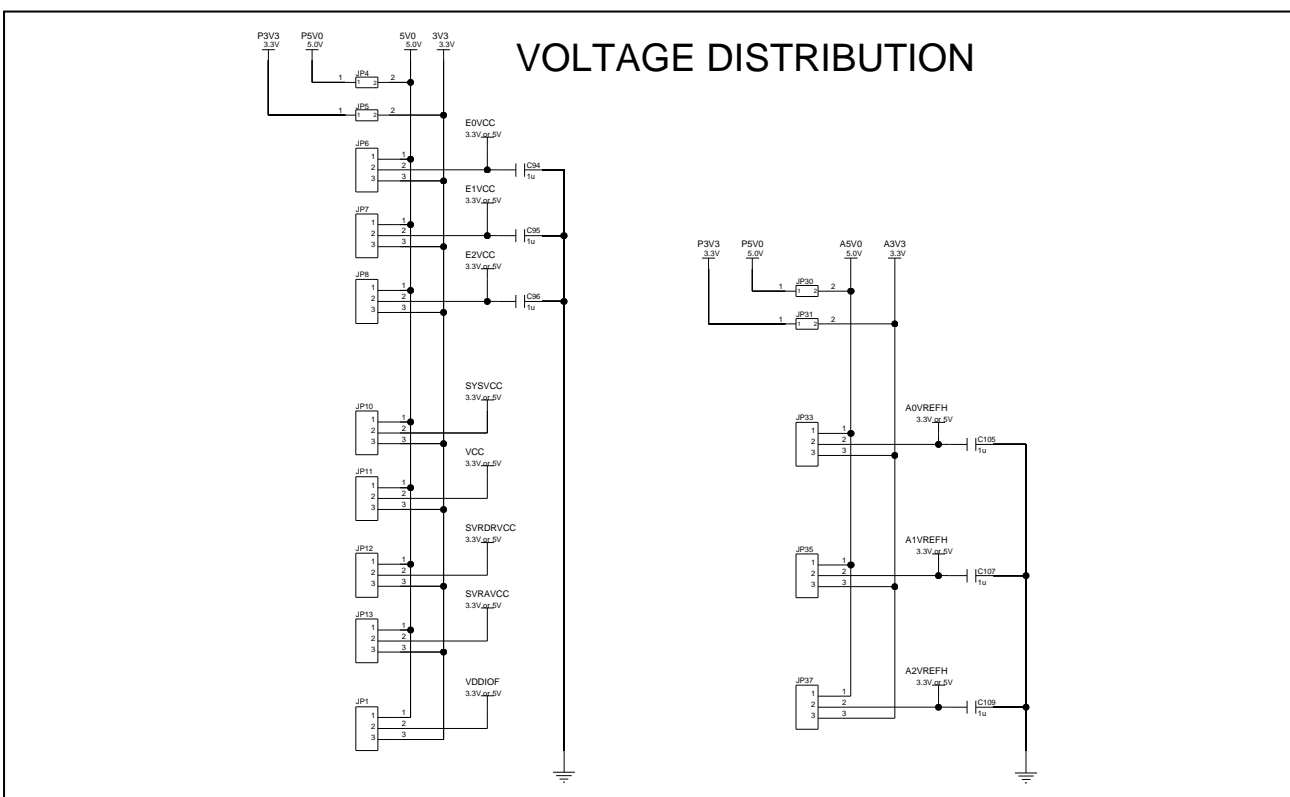 VOLTAGE DISTRIBUTION
P3V3
3.3V
P5V0
5.0V
5V0
5.0V
3V3
3.3V
JP4
1 1 2 2
JP5
1 1 2 2
JP6
1 1
2 2
3 3
E0VCC
3.3V or 5V
C94
1u
JP7
1 1
2 2
3 3
E1VCC
3.3V or 5V
C95
1u
JP8
1 1
2 2
3 3
E2VCC
3.3V or 5V
C96
1u
JP10
1 1
2 2
3 3
SYSVCC
3.3V or 5V
JP11
1 1
2 2
3 3
VCC
3.3V or 5V
JP12
1 1
2 2
3 3
SVRDRVCC
3.3V or 5V
JP13
1 1
2 2
3 3
SVRAVCC
3.3V or 5V
JP1
1 1
2 2
3 3
VDDIOF
3.3V or 5V
P3V3
3.3V
P5V0
5.0V
A5V0
5.0V
A3V3
3.3V
JP30
1 1 2 2
JP31
1 1 2 2
JP33
1 1
2 2
3 3
A0VREFH
3.3V or 5V
C105
1u
JP35
1 1
2 2
3 3
A1VREFH
3.3V or 5V
C107
1u
JP37
1 1
2 2
3 3
A2VREFH
3.3V or 5V
C109
1u